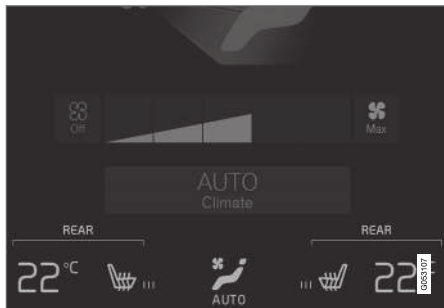 Off
Max
AUTO
Climate
REAR
REAR
22°C
22
AUTO
G053107